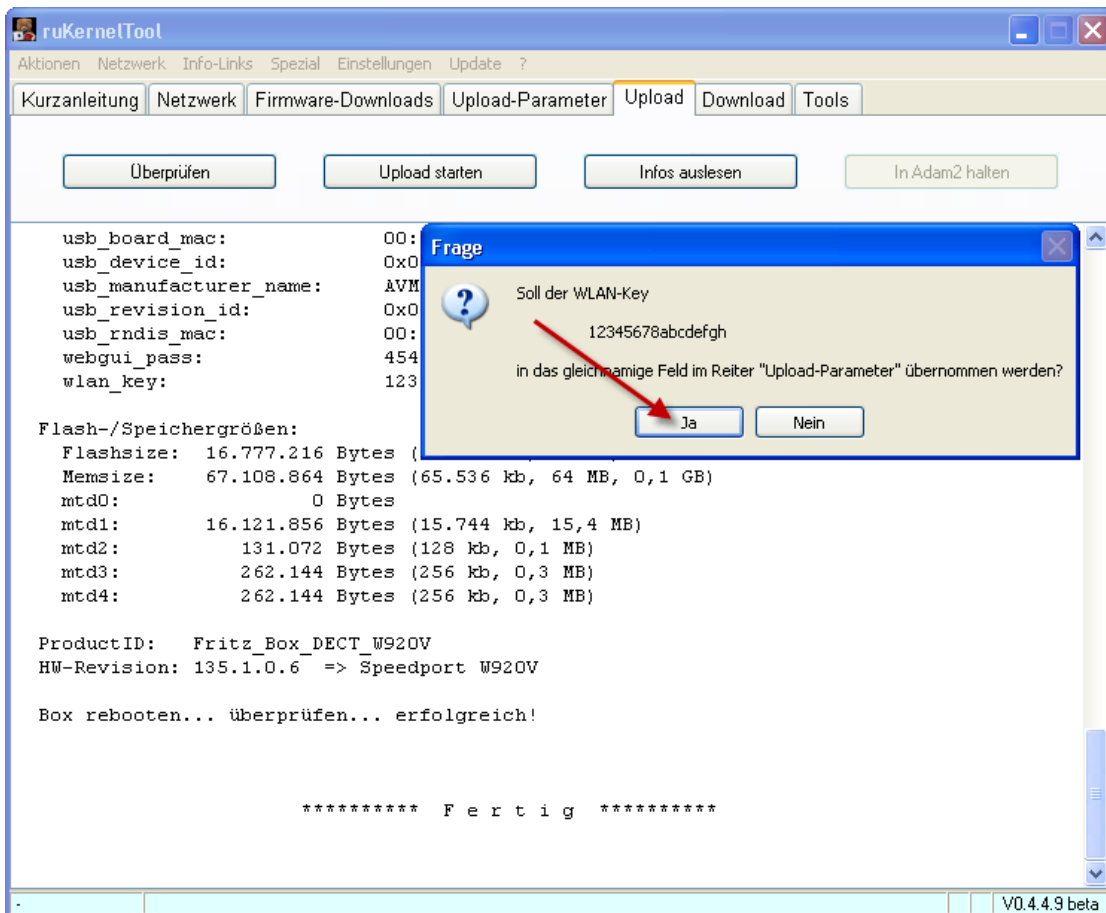 ruKernelTool
Aktionen Netzwerk Info-Links Spezial Einstellungen Update ?
Kurzanleitung Netzwerk Firmware-Downloads Upload-Parameter Upload Download Tools
Überprüfen Upload starten Infos auslesen In Adam2 halten
usb_board_mac: 00:
usb_device_id: 0x0
usb_manufacturer_name: AVM
usb_revision_id: 0x0
usb_rndis_mac: 00:
webgui_pass: 454
wlan_key: 123
Frage
Soll der WLAN-Key
12345678abcdefgh
in das gleichnamige Feld im Reiter "Upload-Parameter" übernommen werden?
Ja Nein
Flash-/Speichergrößen:
Flashsize: 16.777.216 Bytes (
Memsize: 67.108.864 Bytes (65.536 kb, 64 MB, 0,1 GB)
mtd0: 0 Bytes
mtd1: 16.121.856 Bytes (15.744 kb, 15,4 MB)
mtd2: 131.072 Bytes (128 kb, 0,1 MB)
mtd3: 262.144 Bytes (256 kb, 0,3 MB)
mtd4: 262.144 Bytes (256 kb, 0,3 MB)
ProductID: Fritz_Box_DECT_W920V
HW-Revision: 135.1.0.6 => Speedport W920V
Box rebooten... überprüfen... erfolgreich!
********** F e r t i g **********
- V0.4.4.9 beta